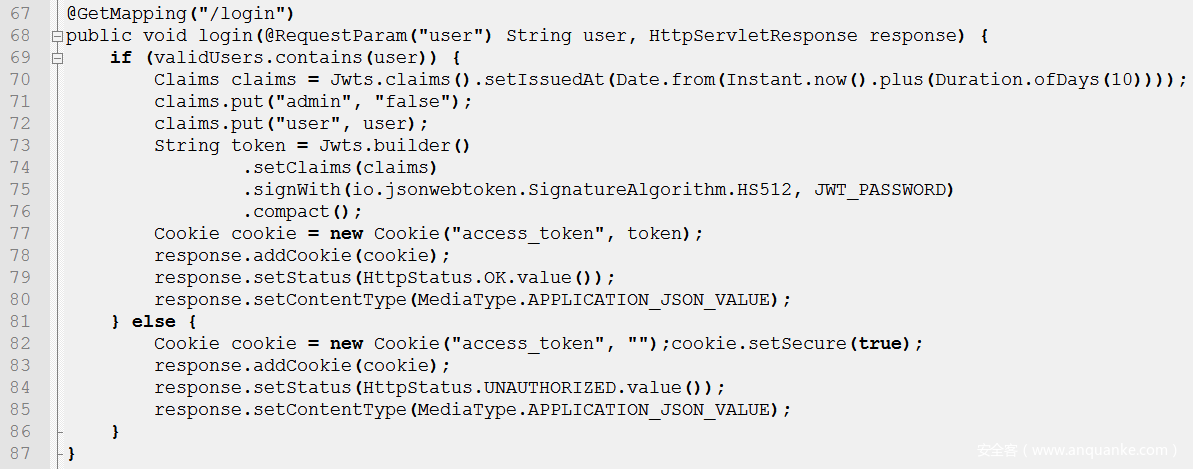 67 @GetMapping("/login")
68 public void login(@RequestParam("user") String user, HttpServletResponse response) {
69     if (validUsers.contains(user)) {
70         Claims claims = Jwts.claims().setIssuedAt(Date.from(Instant.now().plus(Duration.ofDays(10))));
71         claims.put("admin", "false");
72         claims.put("user", user);
73         String token = Jwts.builder()
74                 .setClaims(claims)
75                 .signWith(io.jsonwebtoken.SignatureAlgorithm.HS512, JWT_PASSWORD)
76                 .compact();
77         Cookie cookie = new Cookie("access_token", token);
78         response.addCookie(cookie);
79         response.setStatus(HttpStatus.OK.value());
80         response.setContentType(MediaType.APPLICATION_JSON_VALUE);
81     } else {
82         Cookie cookie = new Cookie("access_token", "");cookie.setSecure(true);
83         response.addCookie(cookie);
84         response.setStatus(HttpStatus.UNAUTHORIZED.value());
85         response.setContentType(MediaType.APPLICATION_JSON_VALUE);
86     }
87 }
安全客（www.anquanke.com）